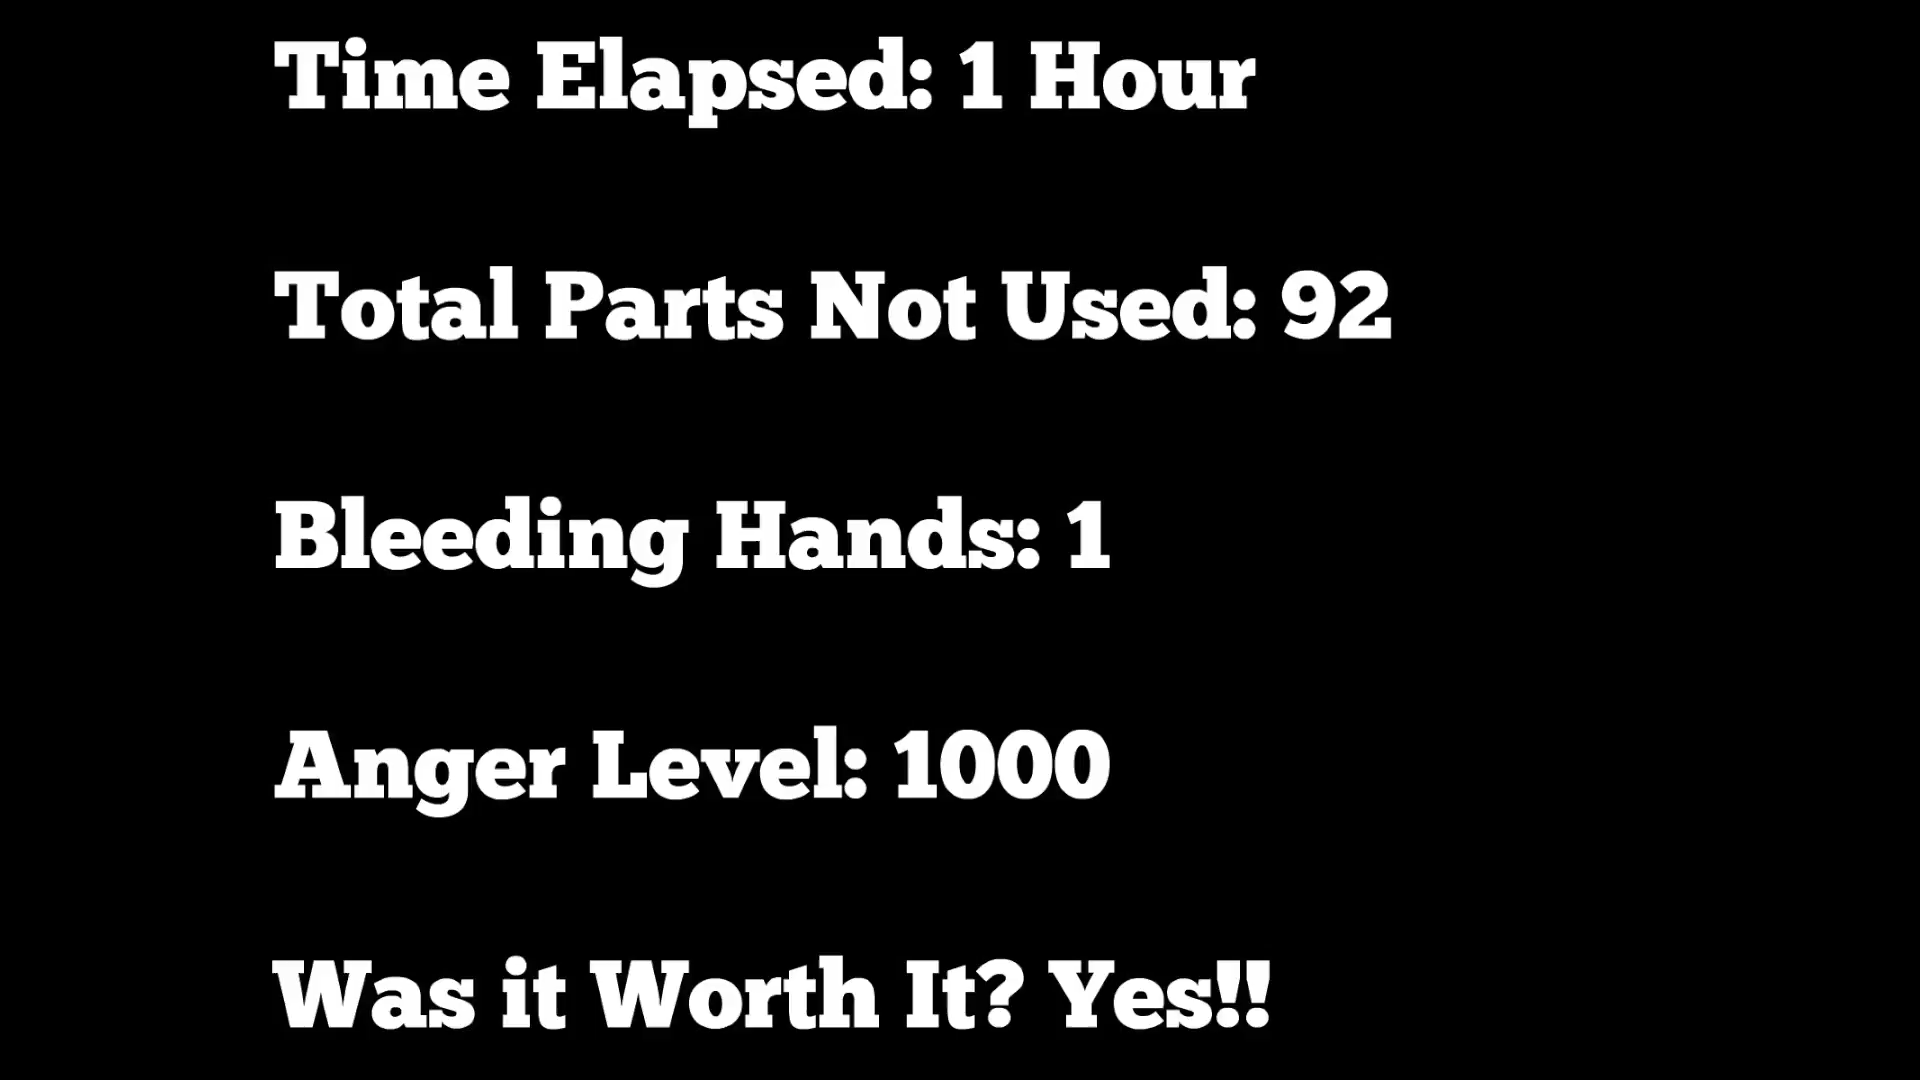 Time Elapsed: 1 Hour
Total Parts Not Used: 92
Bleeding Hands: 1
Anger Level: 1000
Was it Worth It? Yes!!